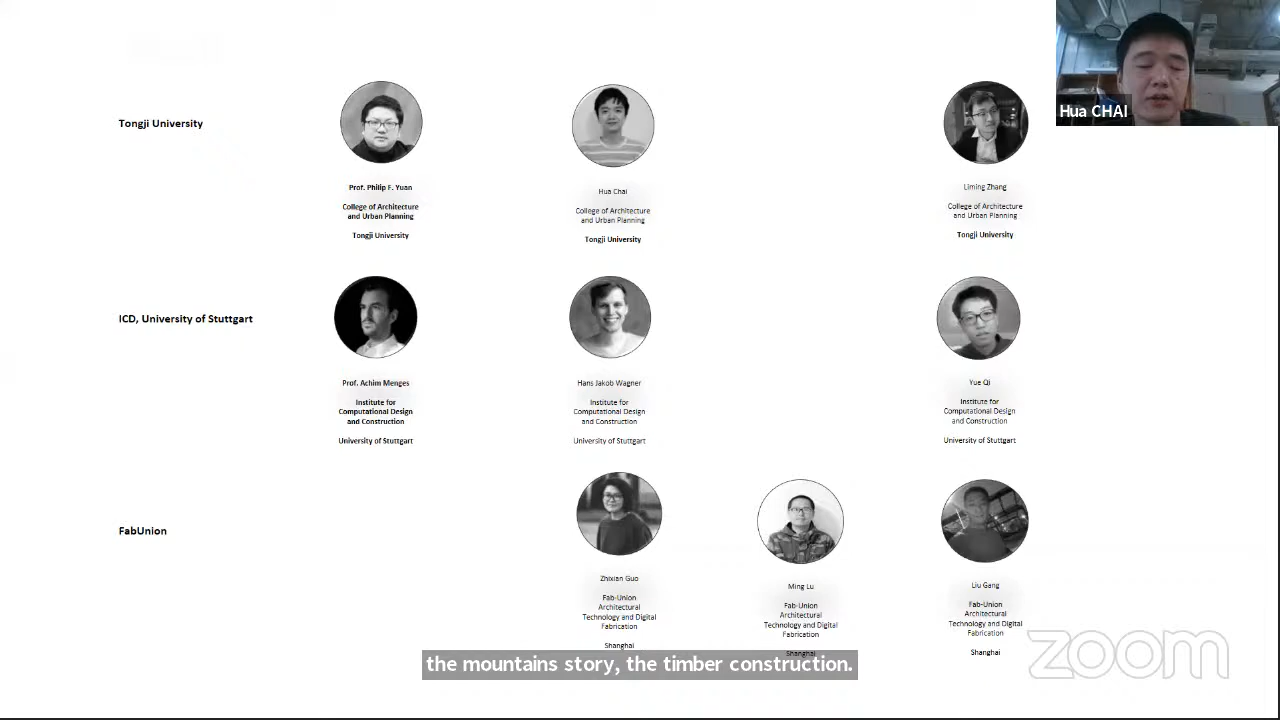 Hua CHAI
Tongji University
Prof. Philip F. Yuan
College of Architecture
and Urban Planning
Tongji University
Hua Chai
College of Architecture
and Urban Planning
Tongji University
Liming Zhang
College of Architecture
and Urban Planning
Tongji University
ICD, University of Stuttgart
Prof. Achim Menges
Institute for
Computational Design
and Construction
University of Stuttgart
Hans Jakob Wagner
Institute for
Computational Design
and Construction
University of Stuttgart
Yue Qi
Institute for
Computational Design
and Construction
University of Stuttgart
FabUnion
Zhixian Guo
Fab-Union
Architectural
Technology and Digital
Fabrication
Shanghai
Ming Lu
Fab-Union
Architectural
Technology and Digital
Fabrication
Shanghai
Liu Gang
Fab-Union
Architectural
Technology and Digital
Fabrication
Shanghai
the mountains story, the timber construction.
zoom